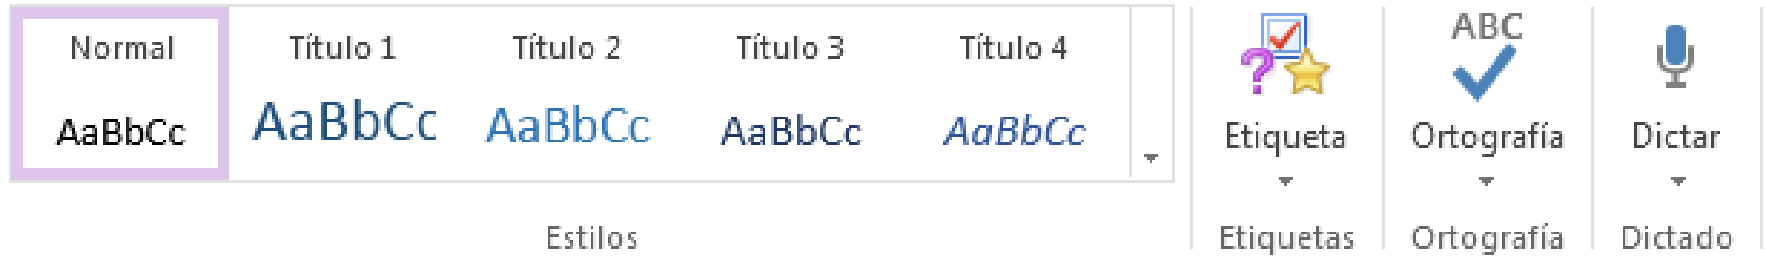 Normal Título 1 Título 2 Título 3 Título 4
AaBbCc AaBbCc AaBbCc AaBbCc AaBbCc
Estilos
Etiqueta
Etiquetas
ABC
Ortografía
Ortografía
Dictar
Dictado